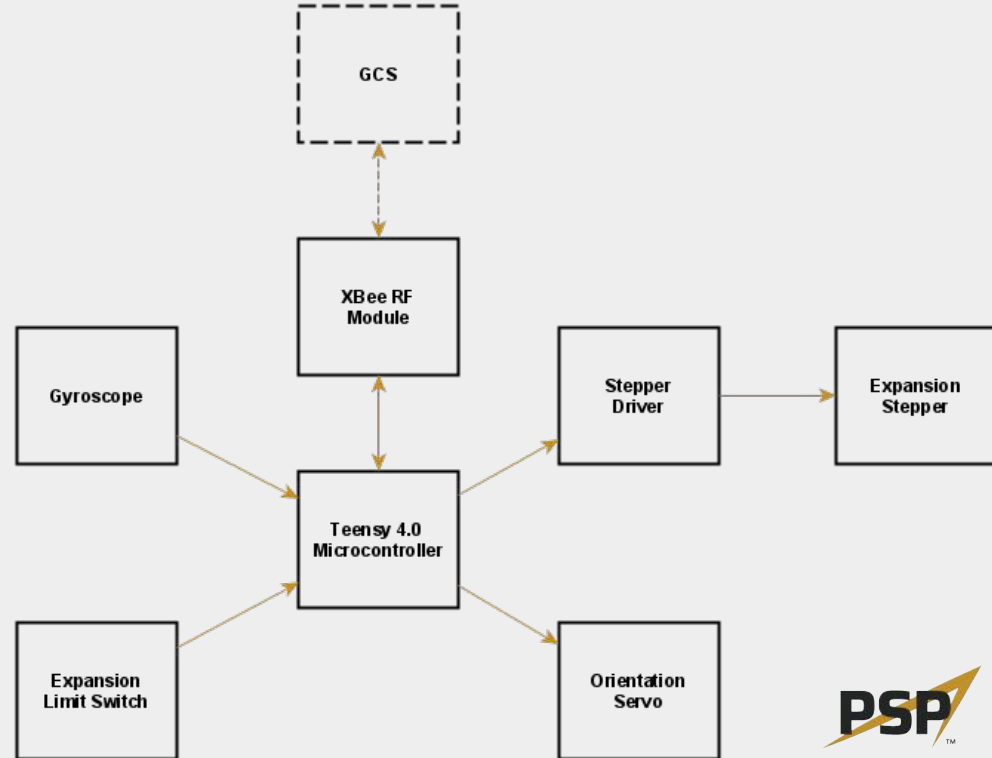 GCS
XBee RF
Module
Gyroscope
Stepper
Driver
Expansion
Stepper
Teensy 4.0
Microcontroller
Expansion
Limit Switch
Orientation
Servo
PSP
TM